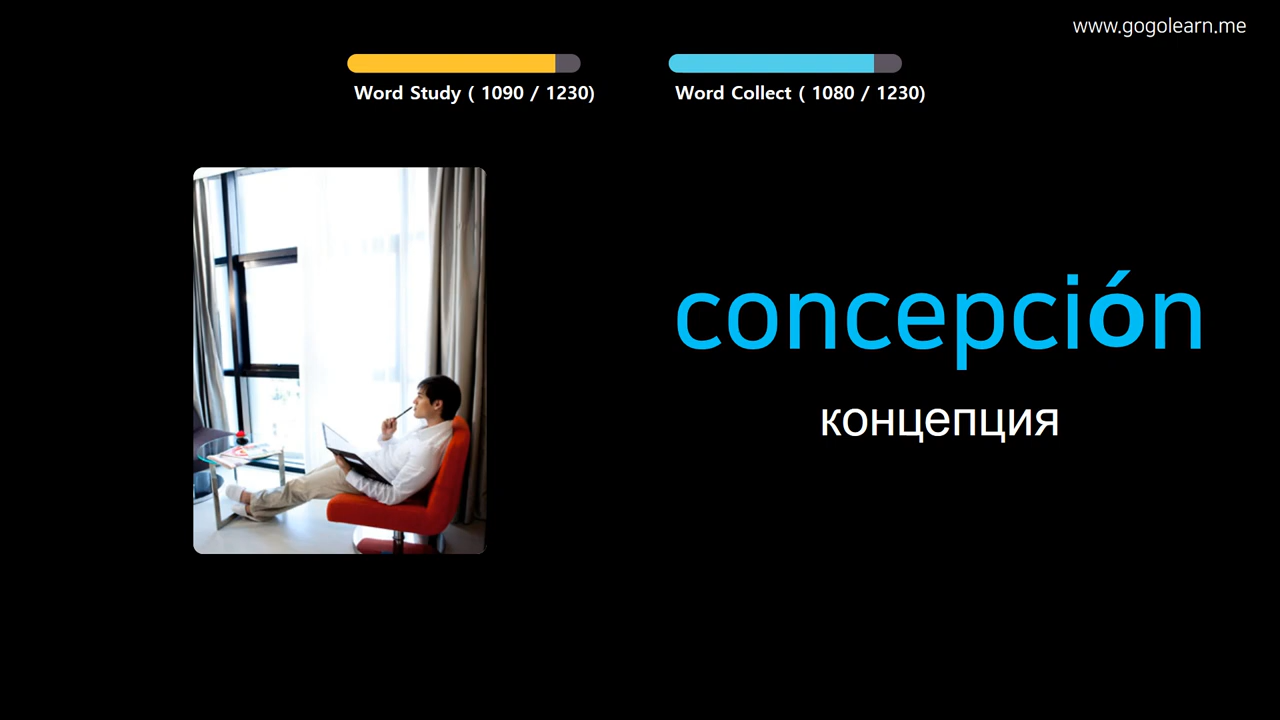 www.gogolearn.me
Word Study ( 1090 / 1230)
Word Collect ( 1080 / 1230)
concepción
концепция